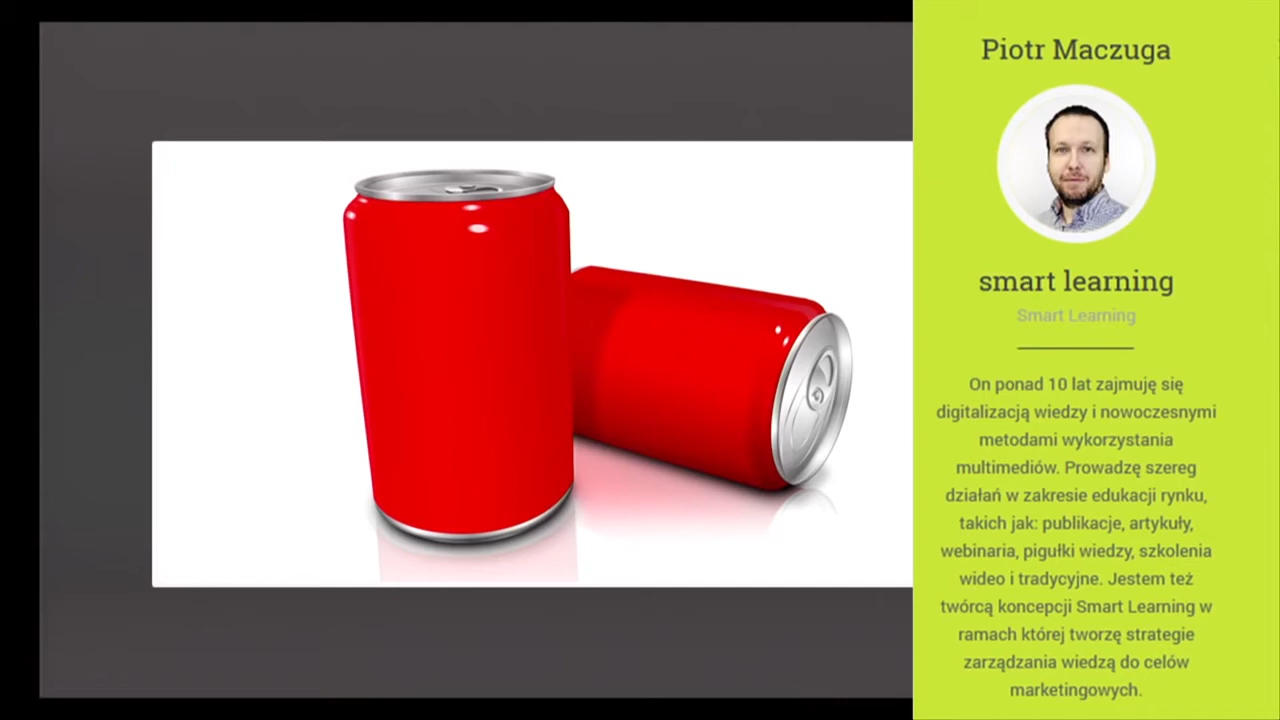 Piotr Maczuga
smart learning
Smart Learning
On ponad 10 lat zajmuję się
digitalizacją wiedzy i nowoczesnymi
metodami wykorzystania
multimediów. Prowadzę szereg
działań w zakresie edukacji rynku,
takich jak: publikacje, artykuły,
webinaria, pigułki wiedzy, szkolenia
wideo i tradycyjne. Jestem też
twórcą koncepcji Smart Learning w
ramach której tworzę strategie
zarządzania wiedzą do celów
marketingowych.